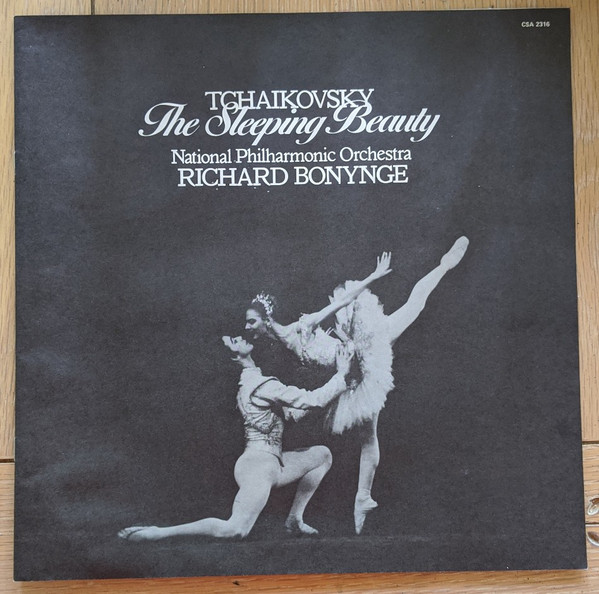 CSA 2316
TCHAIKOVSKY
The Sleeping Beauty
National Philharmonic Orchestra
RICHARD BONYNGE